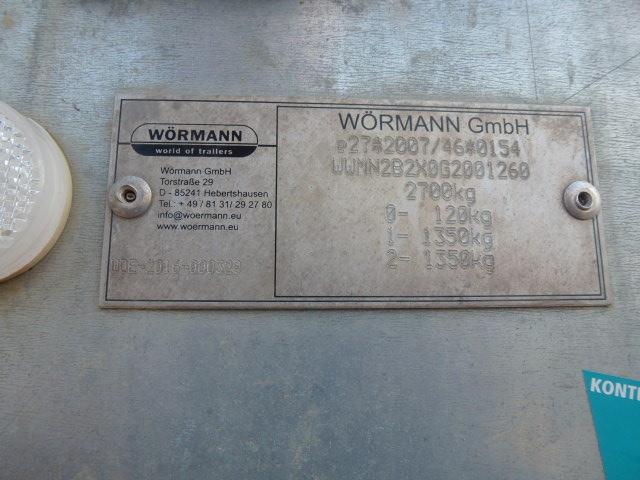 WÖRMANN
world of trailers
Wörmann GmbH
Torstraße 29
D - 85241 Hebertshausen
Tel.: + 49 / 81 31/ 29 27 80
info@woermann.eu
www.woermann.eu
WÖRMANN GmbH
e27*2007/46*0154
WWMN2B2X0G2001260
2700kg
0- 120kg
1- 1350kg
2- 1350kg